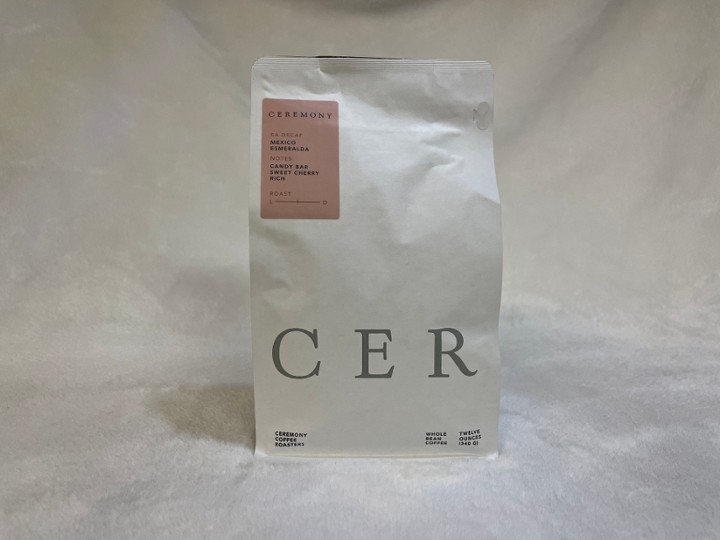 CEREMONY
EA DECAF
MEXICO
ESMERALDA
NOTES
CANDY BAR
SWEET CHERRY
RICH
ROAST
L D
CER
CEREMONY
COFFEE
ROASTERS
WHOLE
BEAN
COFFEE
TWELVE
OUNCES
(340 G)